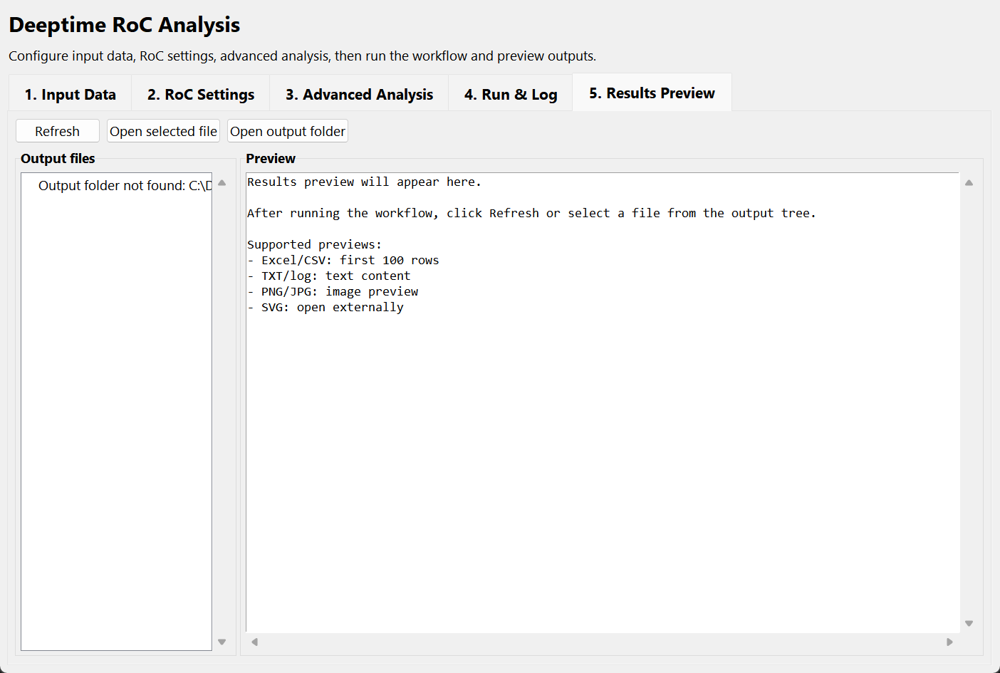 Deeptime RoC Analysis
Configure input data, RoC settings, advanced analysis, then run the workflow and preview outputs.
1. Input Data
2. RoC Settings
3. Advanced Analysis
4. Run & Log
5. Results Preview
Refresh
Open selected file
Open output folder
Output files
Output folder not found: C:\D
Preview
Results preview will appear here.
After running the workflow, click Refresh or select a file from the output tree.
Supported previews:
- Excel/CSV: first 100 rows
- TXT/log: text content
- PNG/JPG: image preview
- SVG: open externally